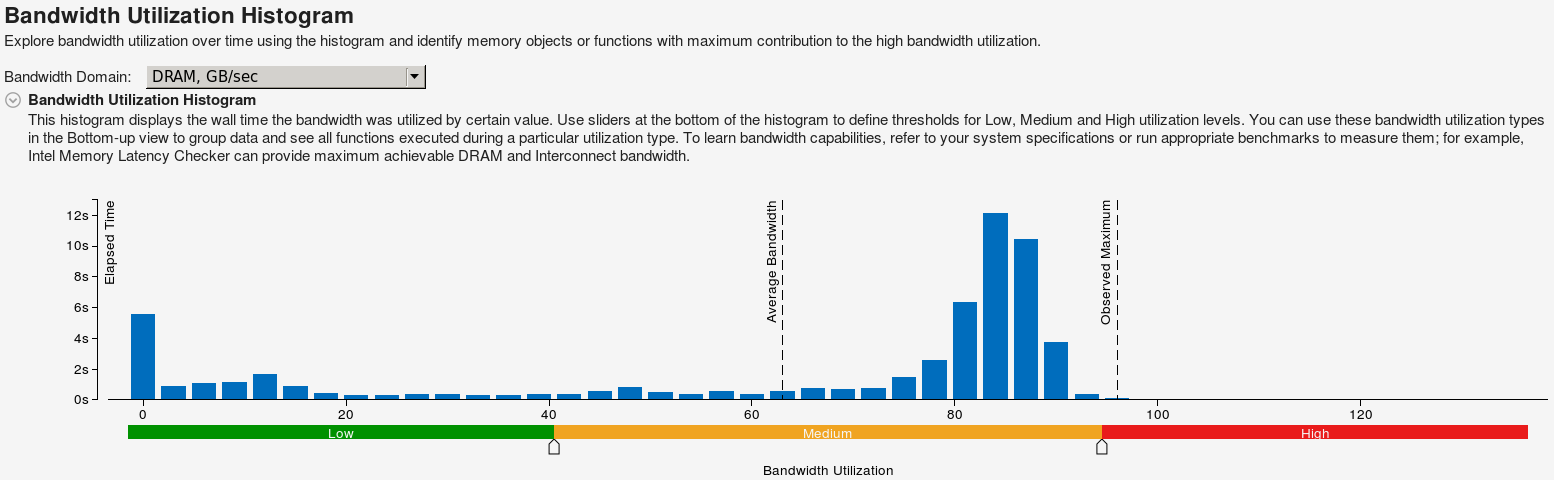 Bandwidth Utilization Histogram
Explore bandwidth utilization over time using the histogram and identify memory objects or functions with maximum contribution to the high bandwidth utilization.
Bandwidth Domain: DRAM, GB/sec
Bandwidth Utilization Histogram
This histogram displays the wall time the bandwidth was utilized by certain value. Use sliders at the bottom of the histogram to define thresholds for Low, Medium and High utilization levels. You can use these bandwidth utilization types
in the Bottom-up view to group data and see all functions executed during a particular utilization type. To learn bandwidth capabilities, refer to your system specifications or run appropriate benchmarks to measure them; for example,
Intel Memory Latency Checker can provide maximum achievable DRAM and Interconnect bandwidth.
Elapsed Time
12s
10s
8s
6s
4s
2s
0s
Average Bandwidth
Observed Maximum
0 20 40 60 80 100 120
Low Medium High
Bandwidth Utilization